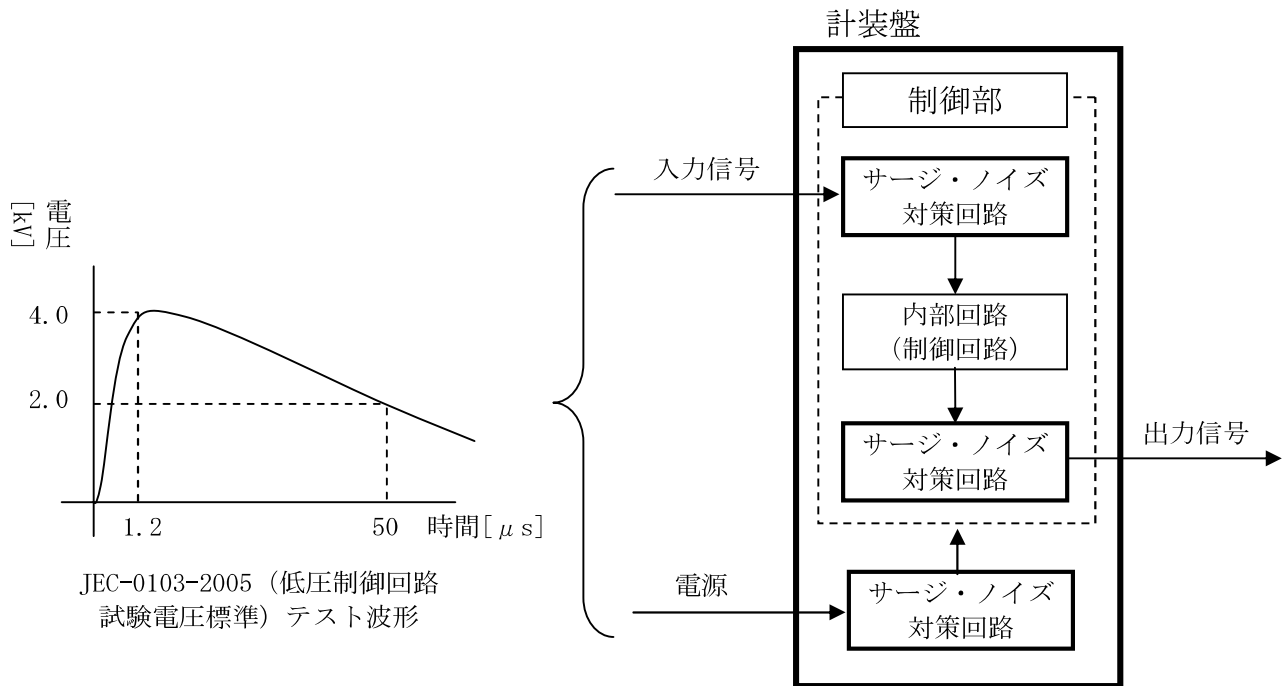 計装盤
制御部
入力信号
サージ・ノイズ
対策回路
内部回路
（制御回路）
サージ・ノイズ
対策回路
出力信号
電源
サージ・ノイズ
対策回路
電圧
[kV]
4.0
2.0
1.2
50
時間[μs]
JEC-0103-2005（低圧制御回路
試験電圧標準）テスト波形